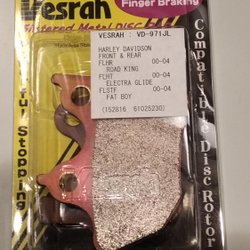 Vesrah
Finger Braking
Sintered Metal DISC
VESRAH : VD-971JL
HARLEY DAVIDSON
FRONT & REAR
FLHR 00-04
ROAD KING
FLHT 00-04
ELECTRA GLIDE
FLSTF 00-04
FAT BOY
(152816 61025230)
ful Stopping
Compatible Disc Rotor